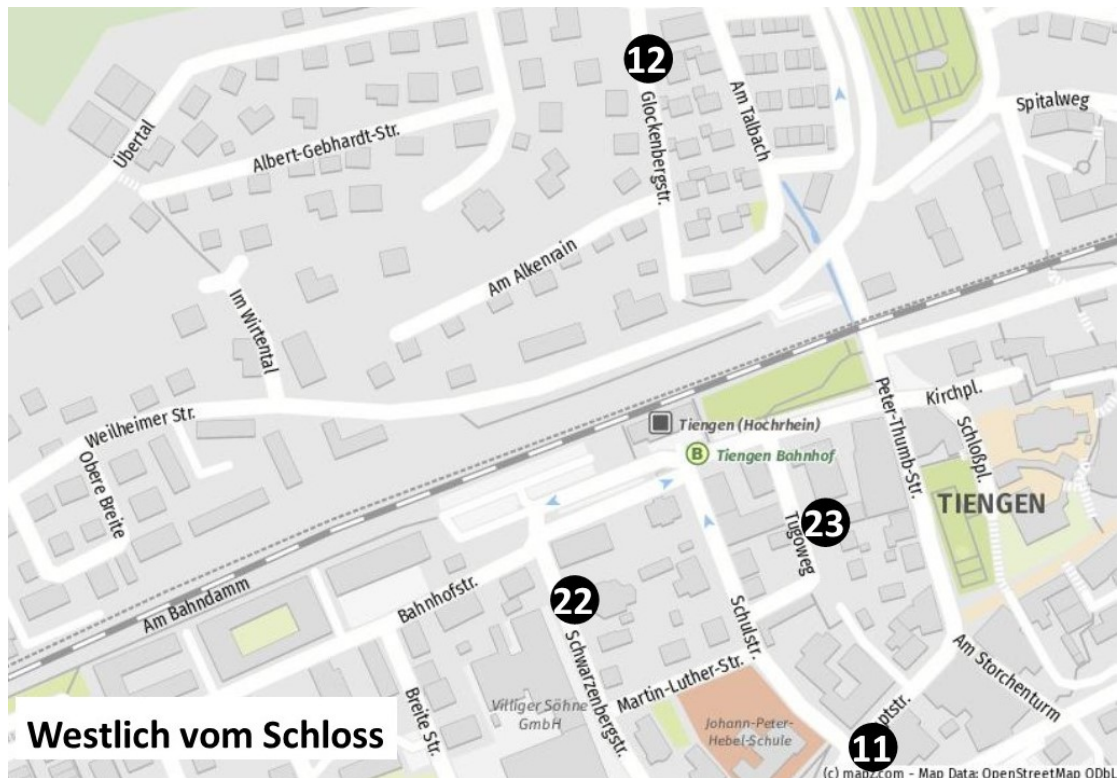 12
Spitalweg
Am Talbach
Glockenbergstr.
Übertal
Albert-Gebhardt-Str.
Am Alkenrain
Im Wirtental
Weilheimer Str.
Obere Breite
Kirchpl.
Peter-Thumb-Str.
Schloßpl.
Tiengen (Hochrhein)
B Tiengen Bahnhof
TIENGEN
23
Tugoweg
Am Bahndamm
Bahnhofstr.
22
Schwarzenbergstr.
Schulstr.
Martin-Luther-Str.
Am Storchenturm
Breite Str.
Villiger Söhne
GmbH
Johann-Peter-
Hebel-Schule
11
Westlich vom Schloss
(c) mapz.com - Map Data: OpenStreetMap ODbL